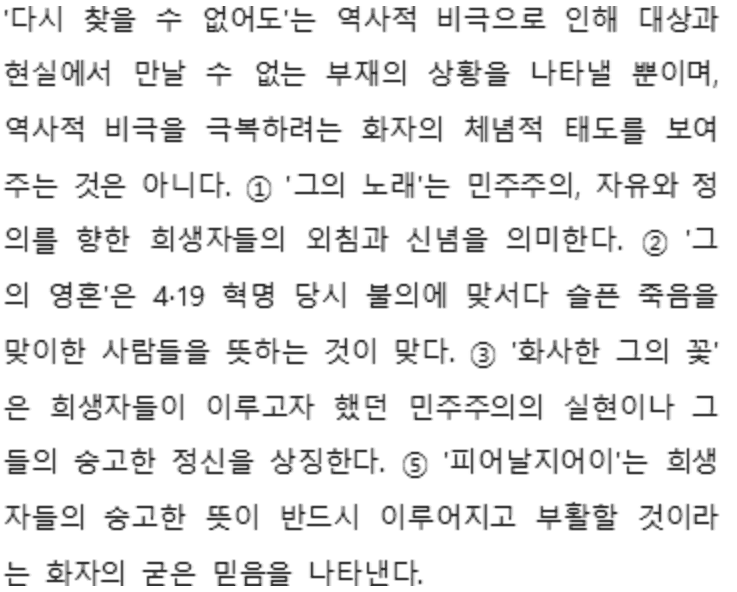 '다시 찾을 수 없어도'는 역사적 비극으로 인해 대상과
현실에서 만날 수 없는 부재의 상황을 나타낼 뿐이며,
역사적 비극을 극복하려는 화자의 체념적 태도를 보여
주는 것은 아니다. ① '그의 노래'는 민주주의, 자유와 정
의를 향한 희생자들의 외침과 신념을 의미한다. ② '그
의 영혼'은 4·19 혁명 당시 불의에 맞서다 슬픈 죽음을
맞이한 사람들을 뜻하는 것이 맞다. ③ '화사한 그의 꽃'
은 희생자들이 이루고자 했던 민주주의의 실현이나 그
들의 숭고한 정신을 상징한다. ⑤ '피어날지어이'는 희생
자들의 숭고한 뜻이 반드시 이루어지고 부활할 것이라
는 화자의 굳은 믿음을 나타낸다.